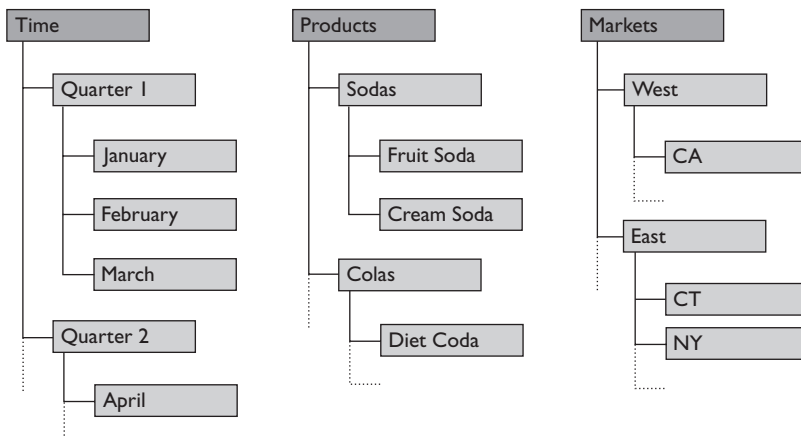 Time
Quarter 1
January
February
March
Quarter 2
April
Products
Sodas
Fruit Soda
Cream Soda
Colas
Diet Coda
Markets
West
CA
East
CT
NY